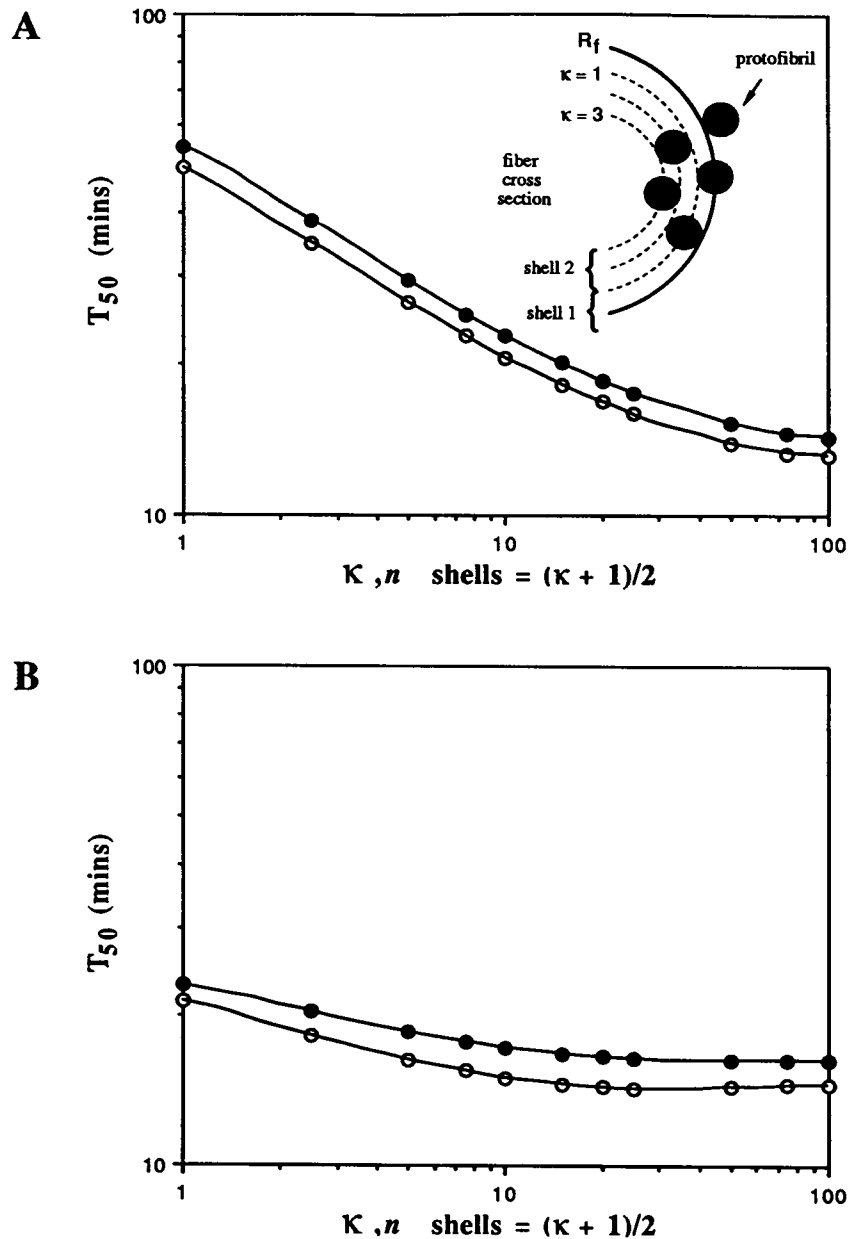 A
100
T50 (mins)
10
1
10
100
κ , n shells = (κ + 1)/2
Rf
κ = 1
κ = 3
protofibril
fiber
cross
section
shell 2
shell 1
B
100
T50 (mins)
10
1
10
100
κ , n shells = (κ + 1)/2